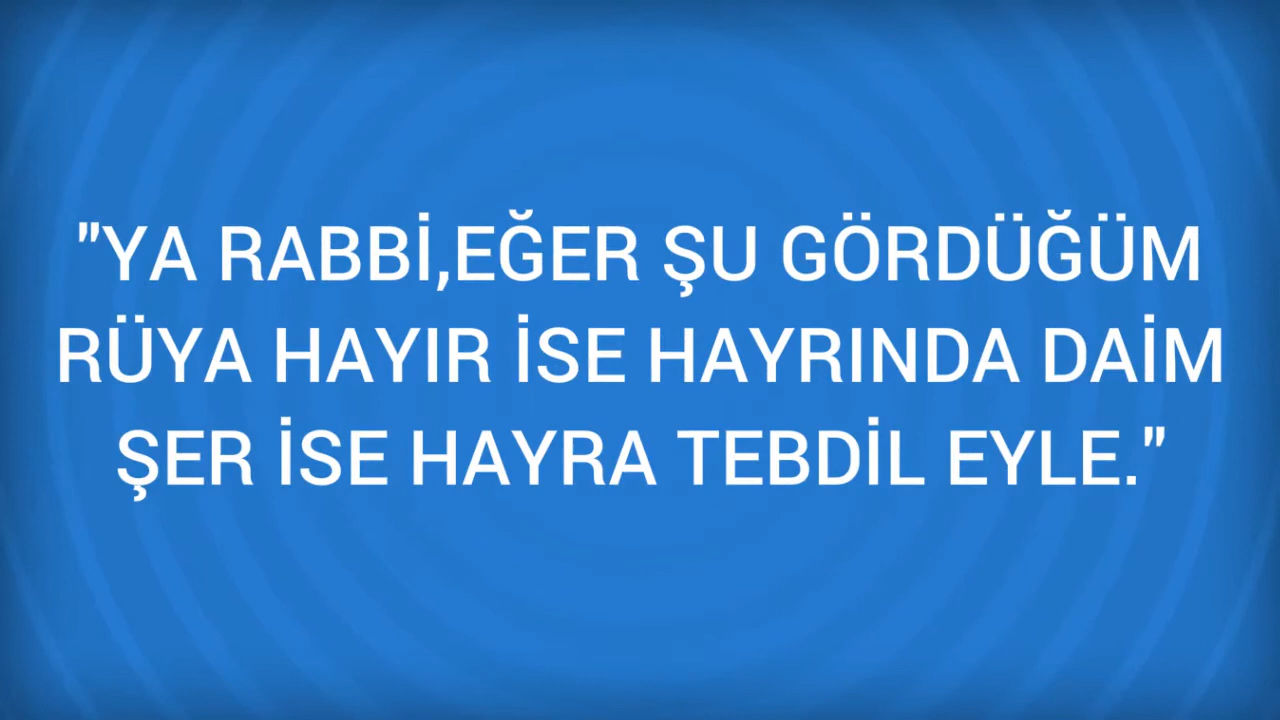 "YA RABBİ,EĞER ŞU GÖRDÜĞÜM
RÜYA HAYIR İSE HAYRINDA DAİM
ŞER İSE HAYRA TEBDİL EYLE."